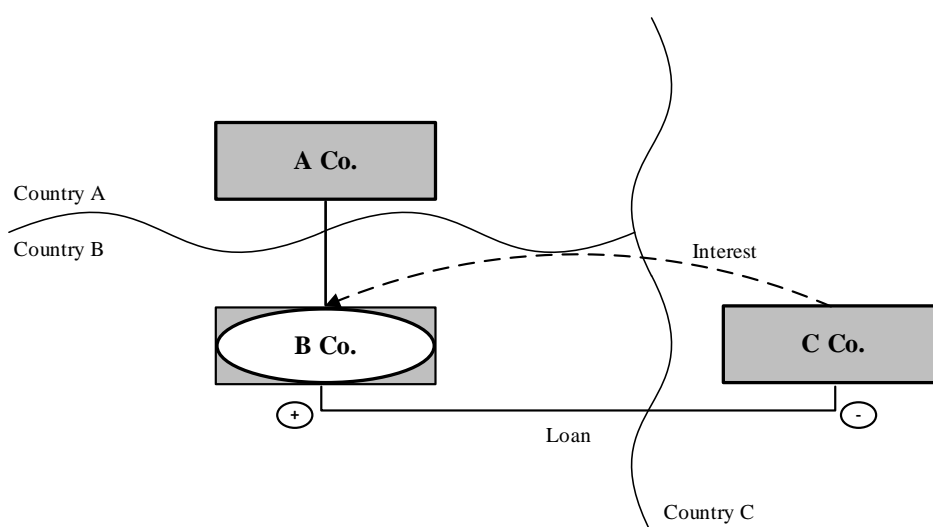 A Co.
Country A
Country B
Interest
B Co.
C Co.
+
-
Loan
Country C